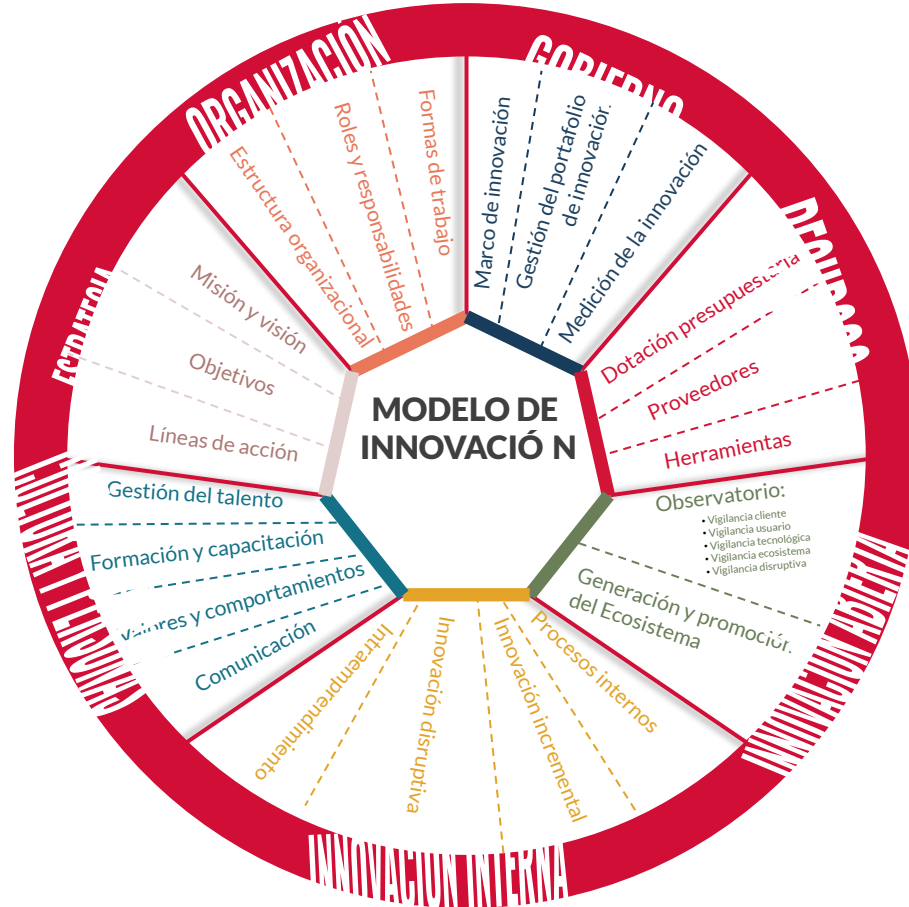 ORGANIZACIÓN
Estructura organizacional
Roles y responsabilidades
Formas de trabajo
GOBIERNO
Marco de innovación
Gestión del portafolio
de innovación
Medición de la innovación
RECURSOS
Dotación presupuestaria
Proveedores
Herramientas
INNOVACIÓN ABIERTA
Observatorio:
• Vigilancia cliente
• Vigilancia usuario
• Vigilancia tecnológica
• Vigilancia ecosistema
• Vigilancia disruptiva
Generación y promoción
del Ecosistema
INNOVACIÓN INTERNA
Procesos internos
Innovación incremental
Innovación disruptiva
Intraemprendimiento
Comunicación
Valores y comportamientos
Formación y capacitación
Gestión del talento
ESTRATEGIA
Misión y visión
Objetivos
Líneas de acción
MODELO DE
INNOVACIÓ N